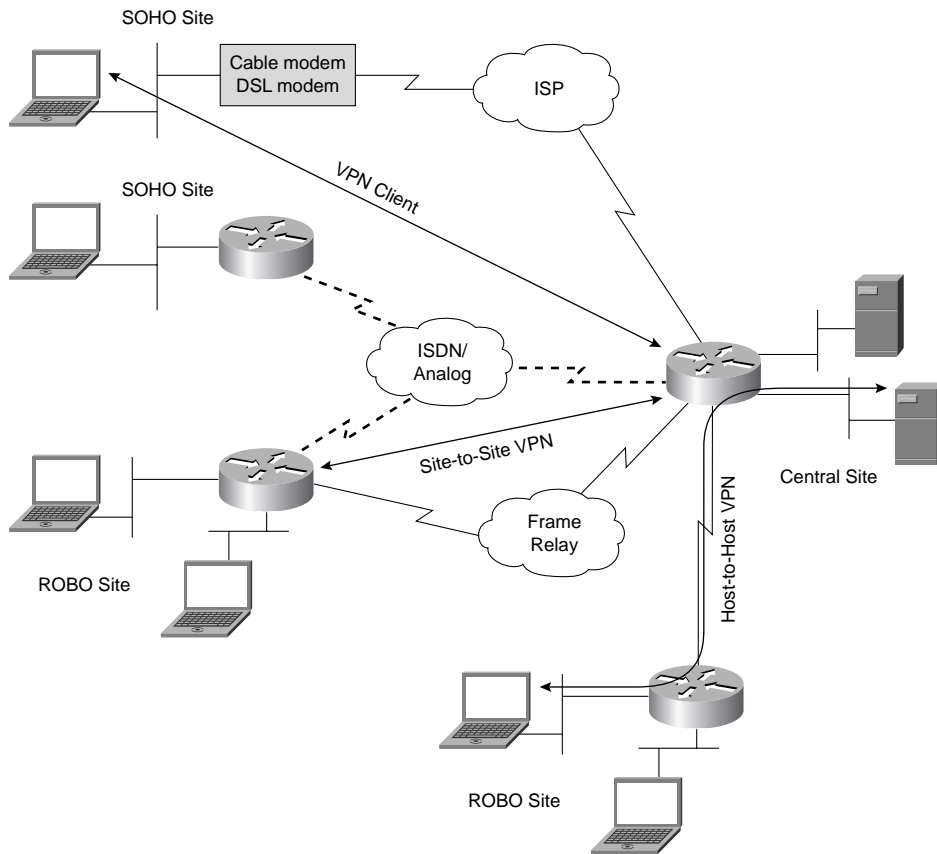 SOHO Site
Cable modem
DSL modem
ISP
VPN Client
SOHO Site
ISDN/
Analog
Site-to-Site VPN
Central Site
Frame
Relay
Host-to-Host VPN
ROBO Site
ROBO Site